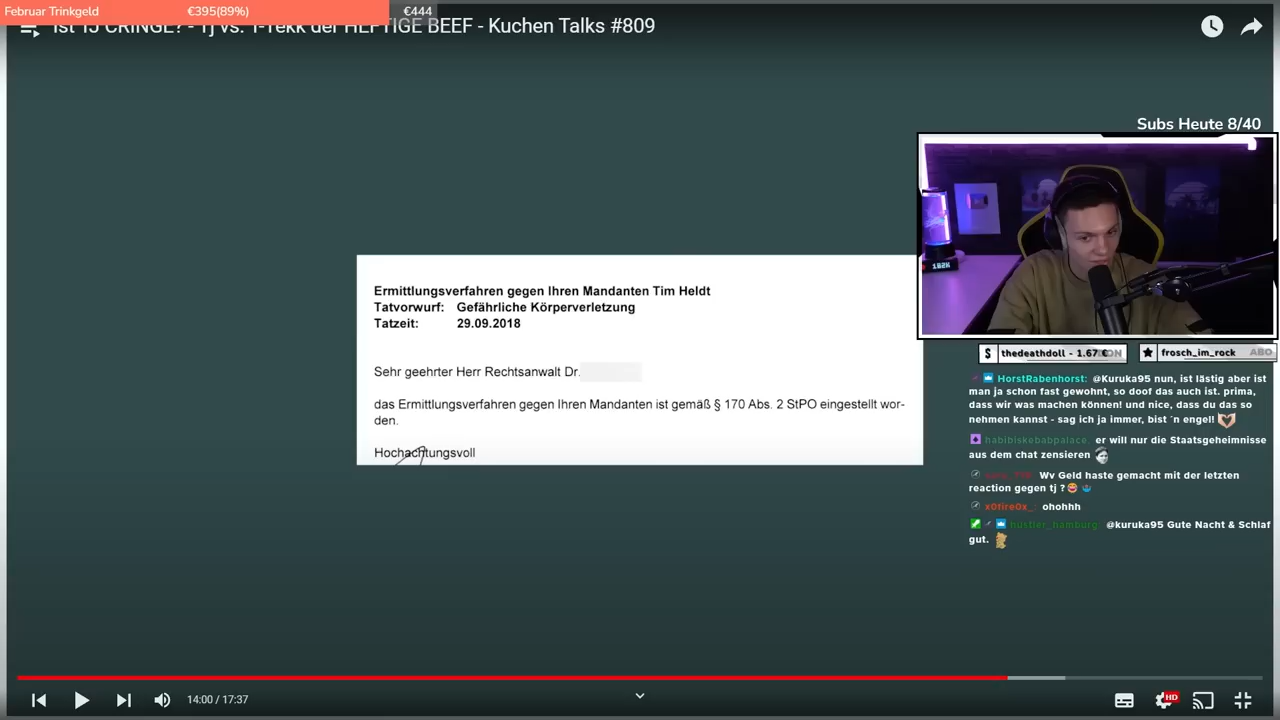 Februar Trinkgeld €395(89%) €444
Ist TJ CRINGE? - Tj vs. T-Rekk der HEFTIGE BEEF - Kuchen Talks #809
Subs Heute 8/40
182K
Ermittlungsverfahren gegen Ihren Mandanten Tim Heldt
Tatvorwurf: Gefährliche Körperverletzung
Tatzeit: 29.09.2018
Sehr geehrter Herr Rechtsanwalt Dr.
das Ermittlungsverfahren gegen Ihren Mandanten ist gemäß § 170 Abs. 2 StPO eingestellt wor-
den.
Hochachtungsvoll
$ thedeathdoll - 1.67 €
frosch_im_rock ABO
HorstRabenhorst: @Kuruka95 nun, ist lästig aber ist
man ja schon fast gewohnt, so doof das auch ist. prima,
dass wir was machen können! und nice, dass du das so
nehmen kannst - sag ich ja immer, bist ´n engel!
habibiskebabpalace: er will nur die Staatsgeheimnisse
aus dem chat zensieren
Wv Geld haste gemacht mit der letzten
reaction gegen tj ?
x0fire0x_: ohohhh
hustler_hamburg: @kuruka95 Gute Nacht & Schlaf
gut.
14:00 / 17:37
HD